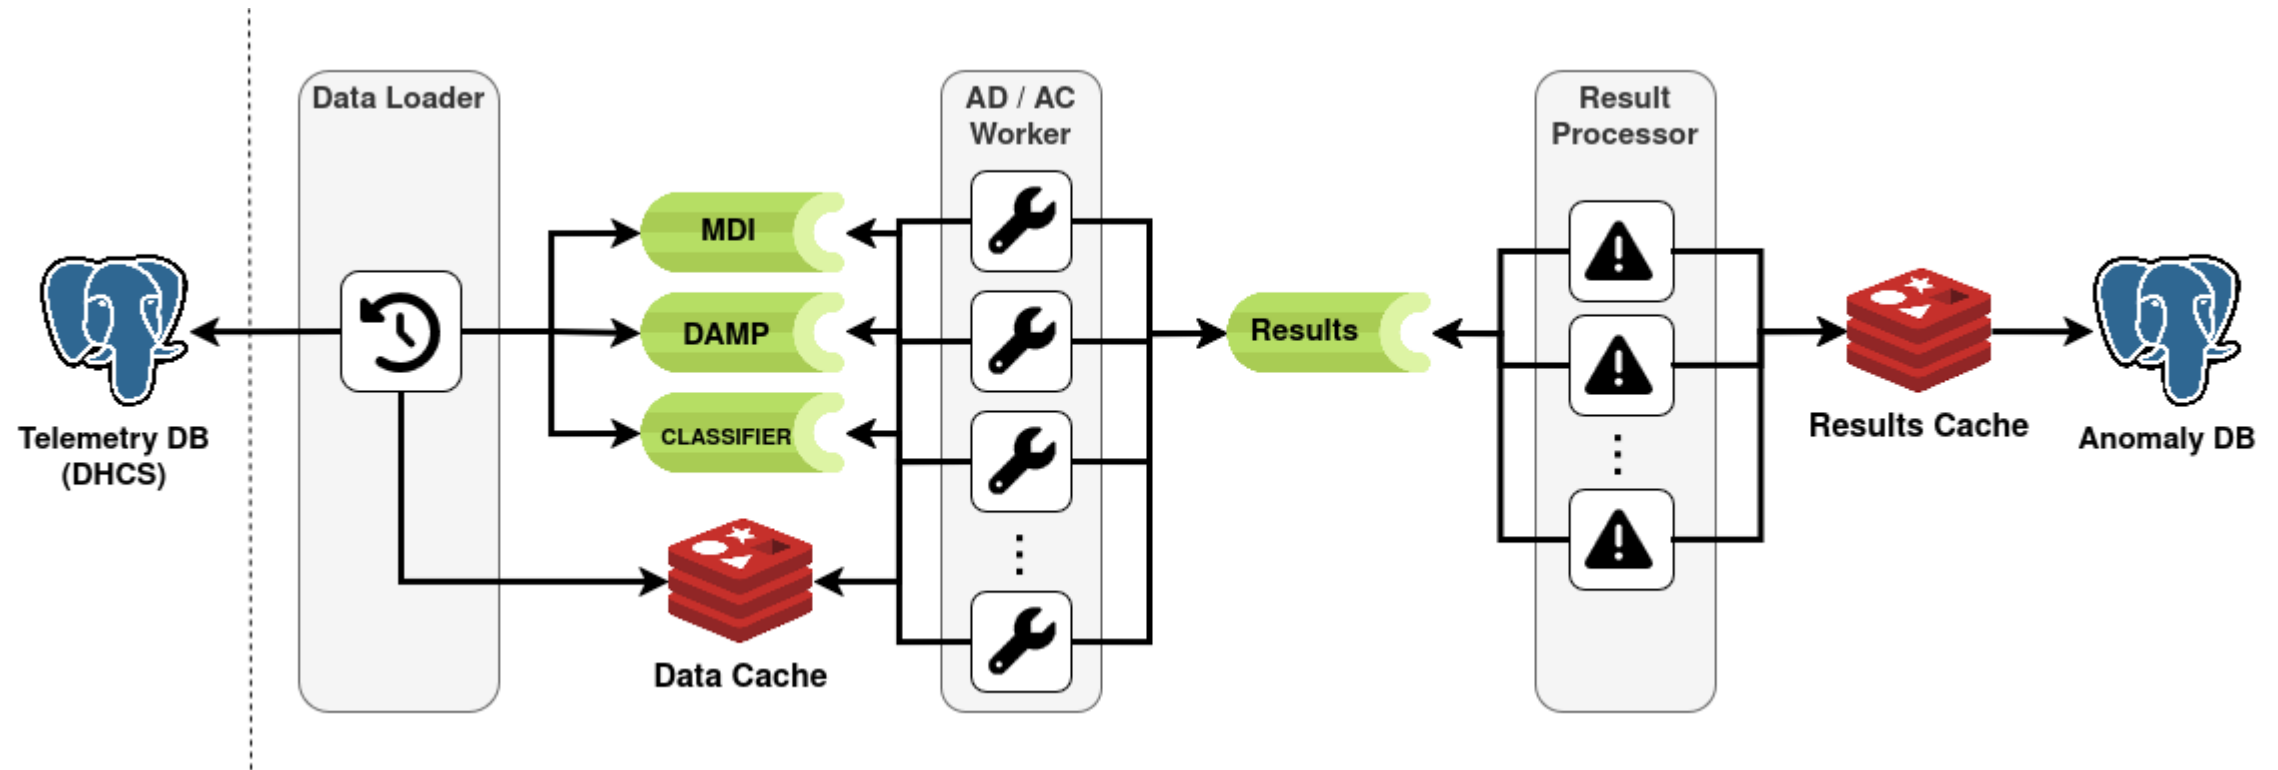 Telemetry DB
(DHCS)
Data Loader
MDI
DAMP
CLASSIFIER
Data Cache
AD / AC
Worker
Results
Result
Processor
Results Cache
Anomaly DB